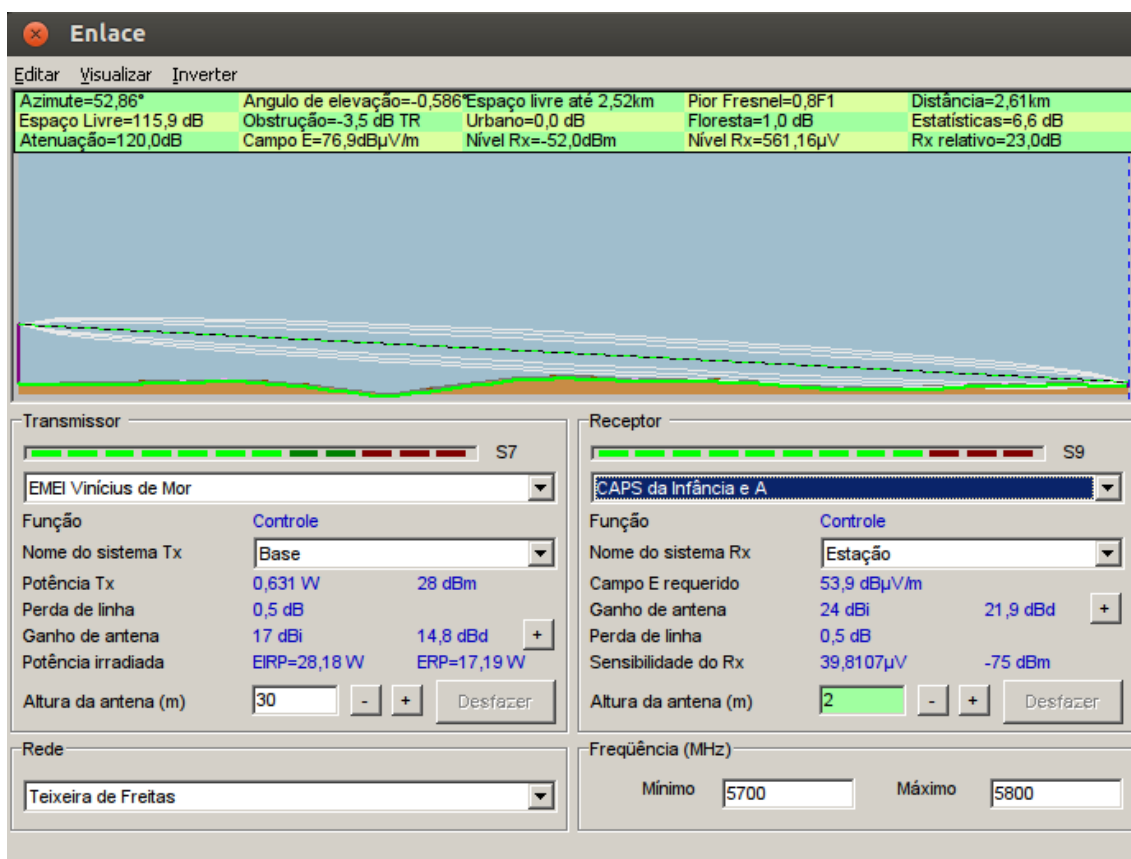 Enlace
Editar Visualizar Inverter
Azimute=52,86° Angulo de elevação=-0,586° Espaço livre até 2,52km Pior Fresnel=0,8F1 Distância=2,61km
Espaço Livre=115,9 dB Obstrução=-3,5 dB TR Urbano=0,0 dB Floresta=1,0 dB Estatísticas=6,6 dB
Atenuação=120,0dB Campo E=76,9dBµV/m Nível Rx=-52,0dBm Nível Rx=561,16µV Rx relativo=23,0dB
Transmissor
S7
EMEI Vinícius de Mor
Função Controle
Nome do sistema Tx Base
Potência Tx 0,631 W 28 dBm
Perda de linha 0,5 dB
Ganho de antena 17 dBi 14,8 dBd +
Potência irradiada EIRP=28,18 W ERP=17,19 W
Altura da antena (m) 30 - + Desfazer
Rede
Teixeira de Freitas
Receptor
S9
CAPS da Infância e A
Função Controle
Nome do sistema Rx Estação
Campo E requerido 53,9 dBµV/m
Ganho de antena 24 dBi 21,9 dBd +
Perda de linha 0,5 dB
Sensibilidade do Rx 39,8107µV -75 dBm
Altura da antena (m) 2 - + Desfazer
Freqüência (MHz)
Mínimo 5700 Máximo 5800